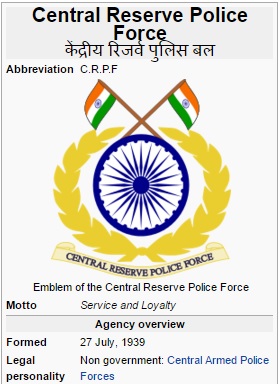 Central Reserve Police
Force
केंद्रीय रिजर्व पुलिस बल
Abbreviation C.R.P.F
CENTRAL RESERVE POLICE FORCE
Emblem of the Central Reserve Police Force
Motto Service and Loyalty
Agency overview
Formed 27 July, 1939
Legal Non government: Central Armed Police
personality Forces